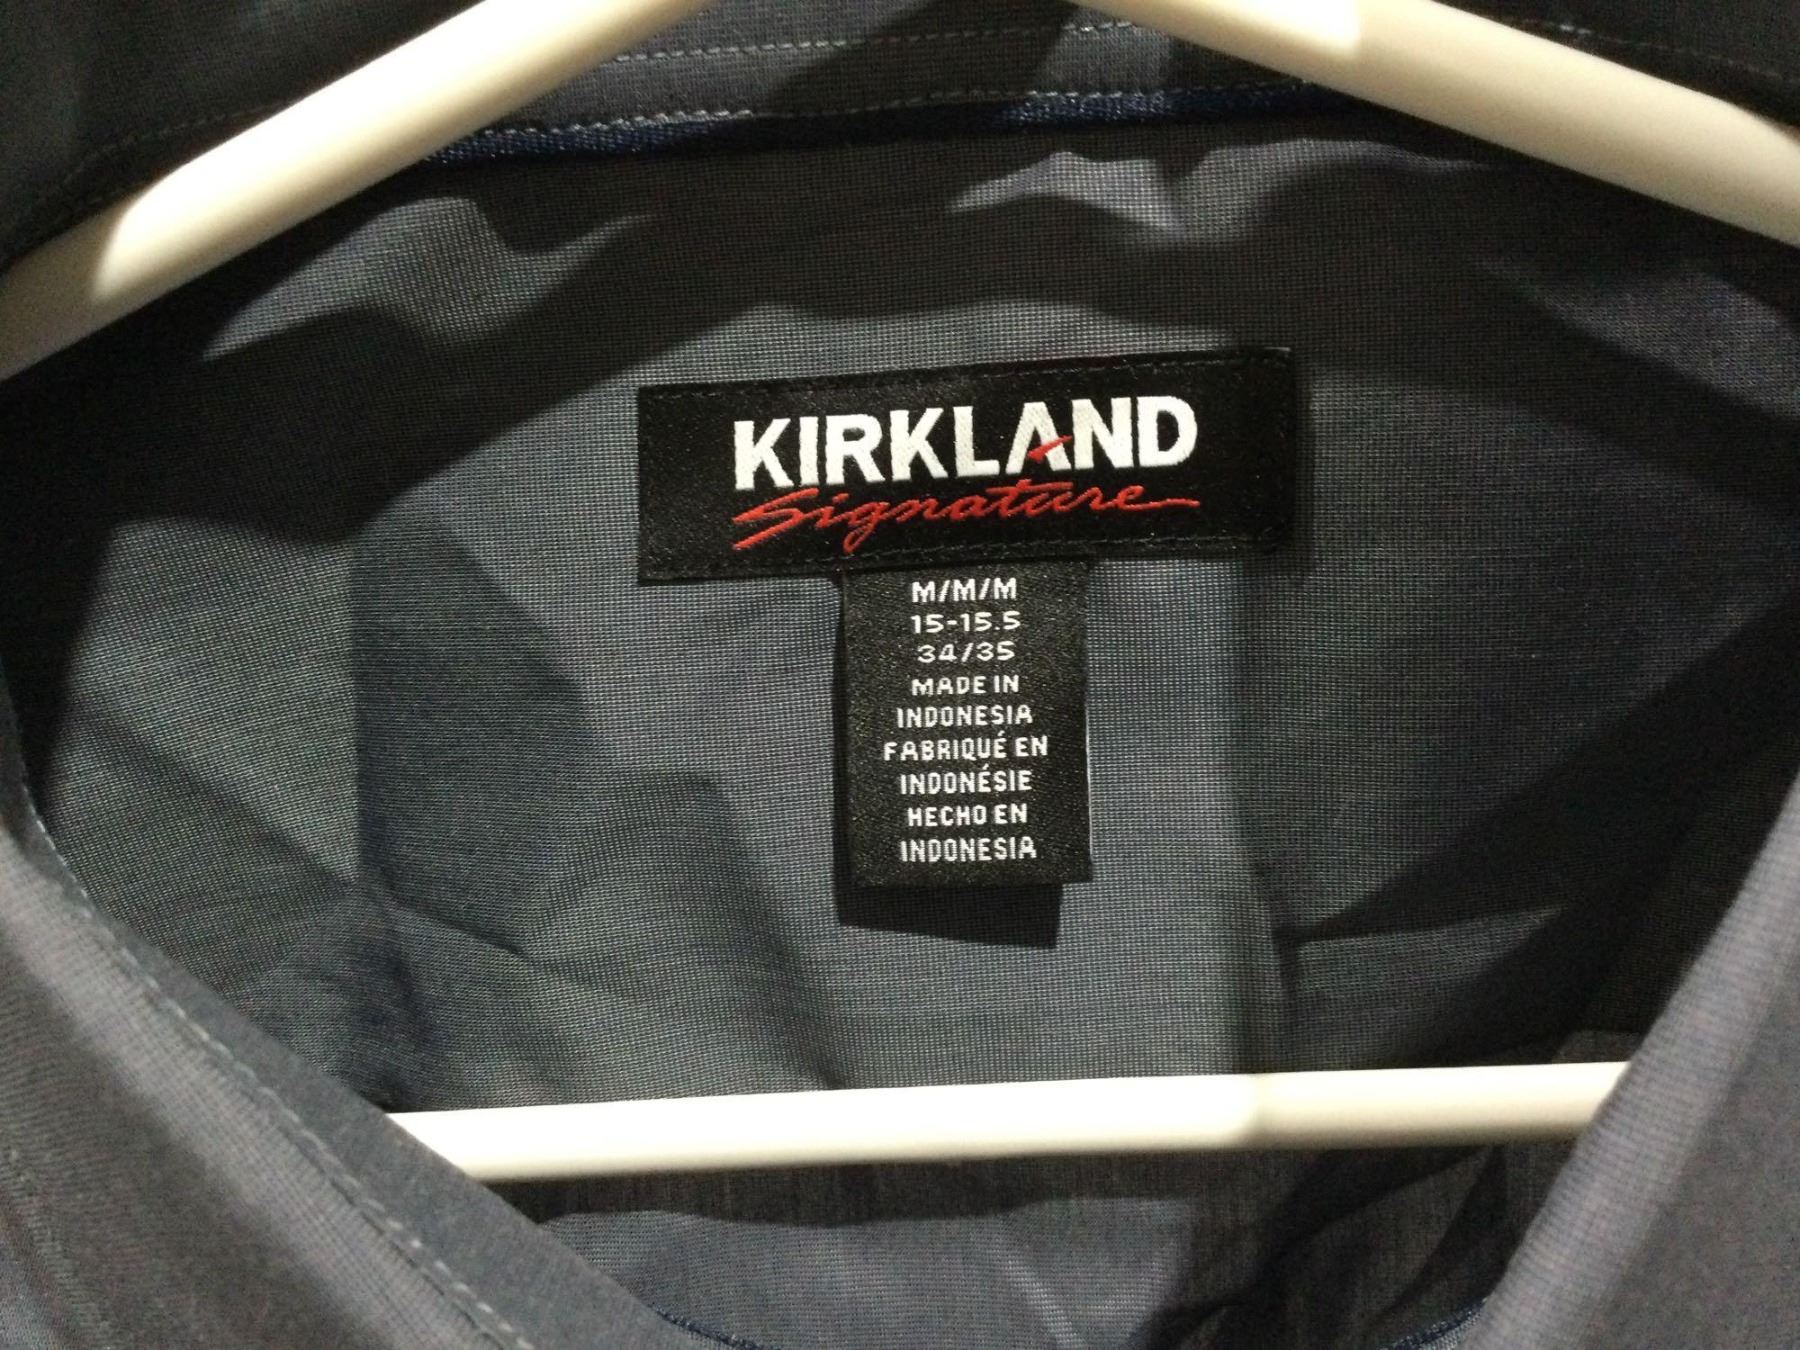 KIRKLAND
Signature
M/M/M
15-15.5
34/35
MADE IN
INDONESIA
FABRIQUÉ EN
INDONÉSIE
HECHO EN
INDONESIA